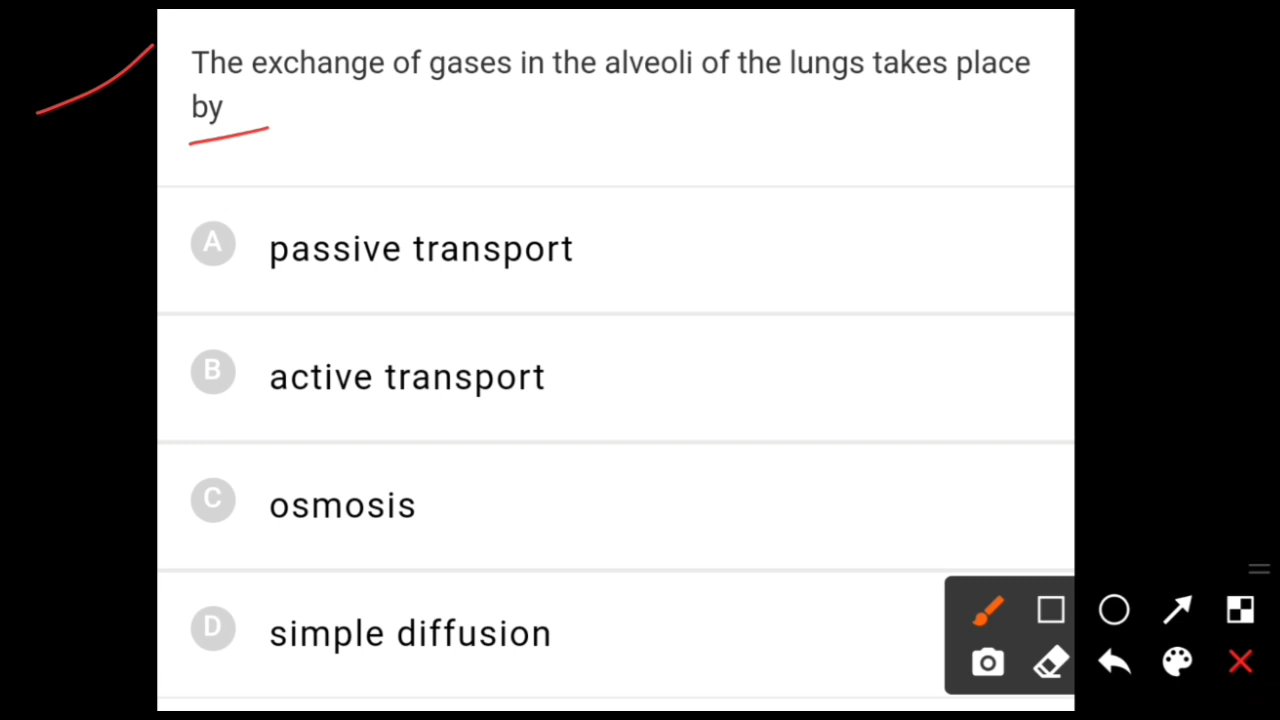 The exchange of gases in the alveoli of the lungs takes place
by
A passive transport
B active transport
C osmosis
D simple diffusion